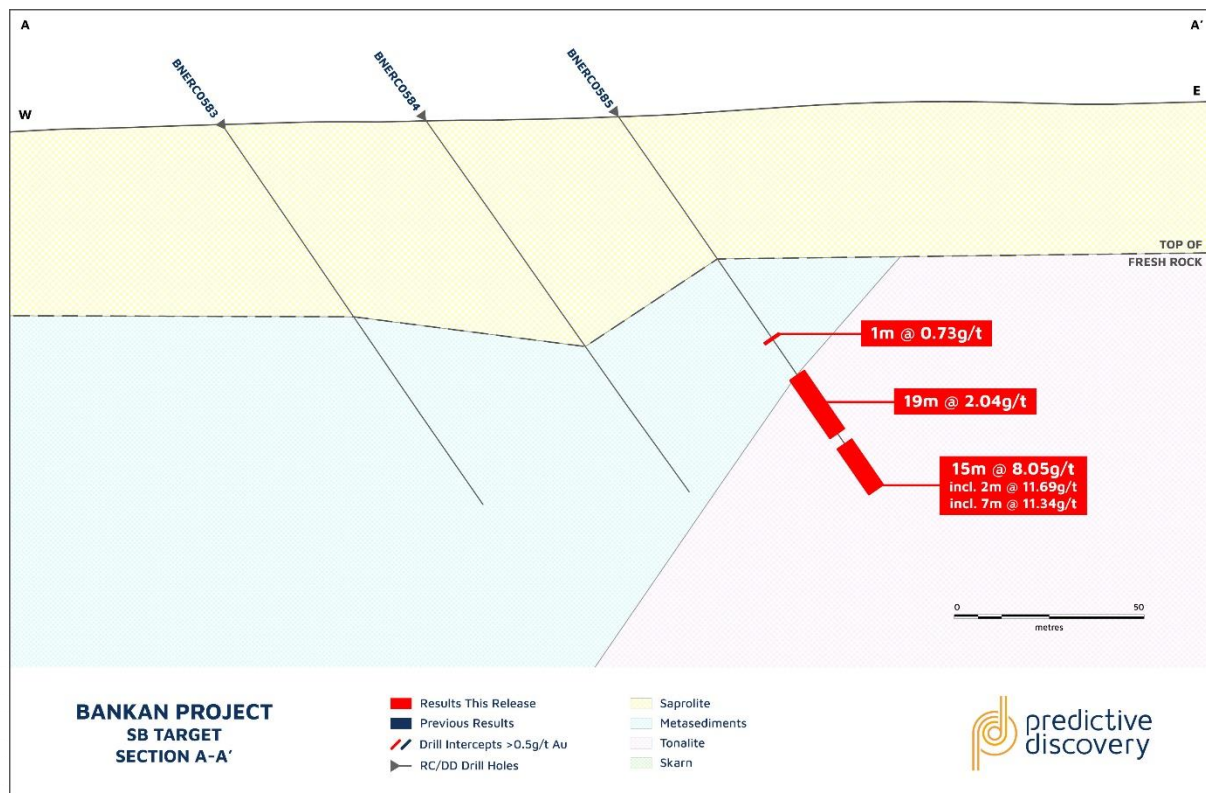 A
A'
BNERC0583
BNERC0584
BNERC0585
W
E
TOP OF
FRESH ROCK
1m @ 0.73g/t
19m @ 2.04g/t
15m @ 8.05g/t
incl. 2m @ 11.69g/t
incl. 7m @ 11.34g/t
0 50
metres
BANKAN PROJECT
SB TARGET
SECTION A-A'
Results This Release
Previous Results
Drill Intercepts >0.5g/t Au
RC/DD Drill Holes
Saprolite
Metasediments
Tonalite
Skarn
predictive
discovery